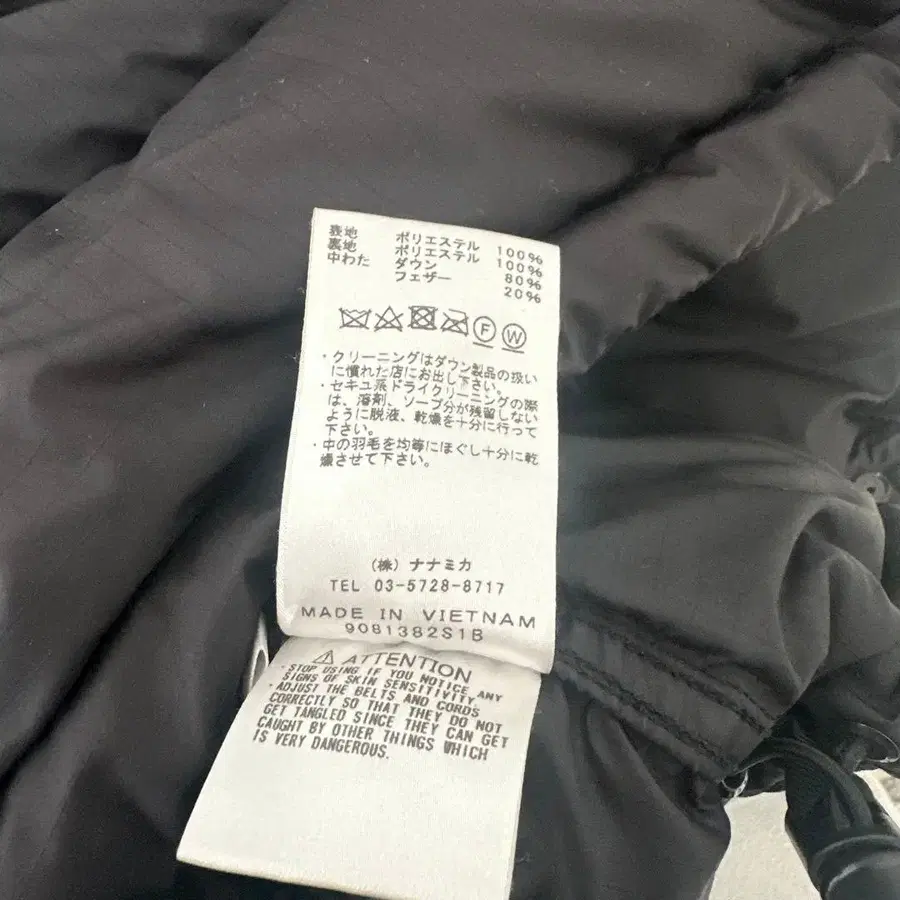 表地 ポリエステル 100%
裏地 ポリエステル 100%
中わた ダウン 80%
フェザー 20%
F W
・クリーニングはダウン製品の扱い
に慣れた店にお出し下さい。
・セキユ系ドライクリーニングの際
は、溶剤、ソープ分が残留しない
ように脱液、乾燥を十分に行って
下さい。
・中の羽毛を均等にほぐし十分に乾
燥させて下さい。
(株) ナナミカ
TEL 03-5728-8717
MADE IN VIETNAM
9081382S1B
⚠ ATTENTION
・STOP USING IF YOU NOTICE ANY
SIGNS OF SKIN SENSITIVITY.
・ADJUST THE BELTS AND CORDS
CORRECTLY SO THAT THEY DO NOT
GET TANGLED SINCE THEY CAN GET
CAUGHT BY OTHER THINGS WHICH
IS VERY DANGEROUS.